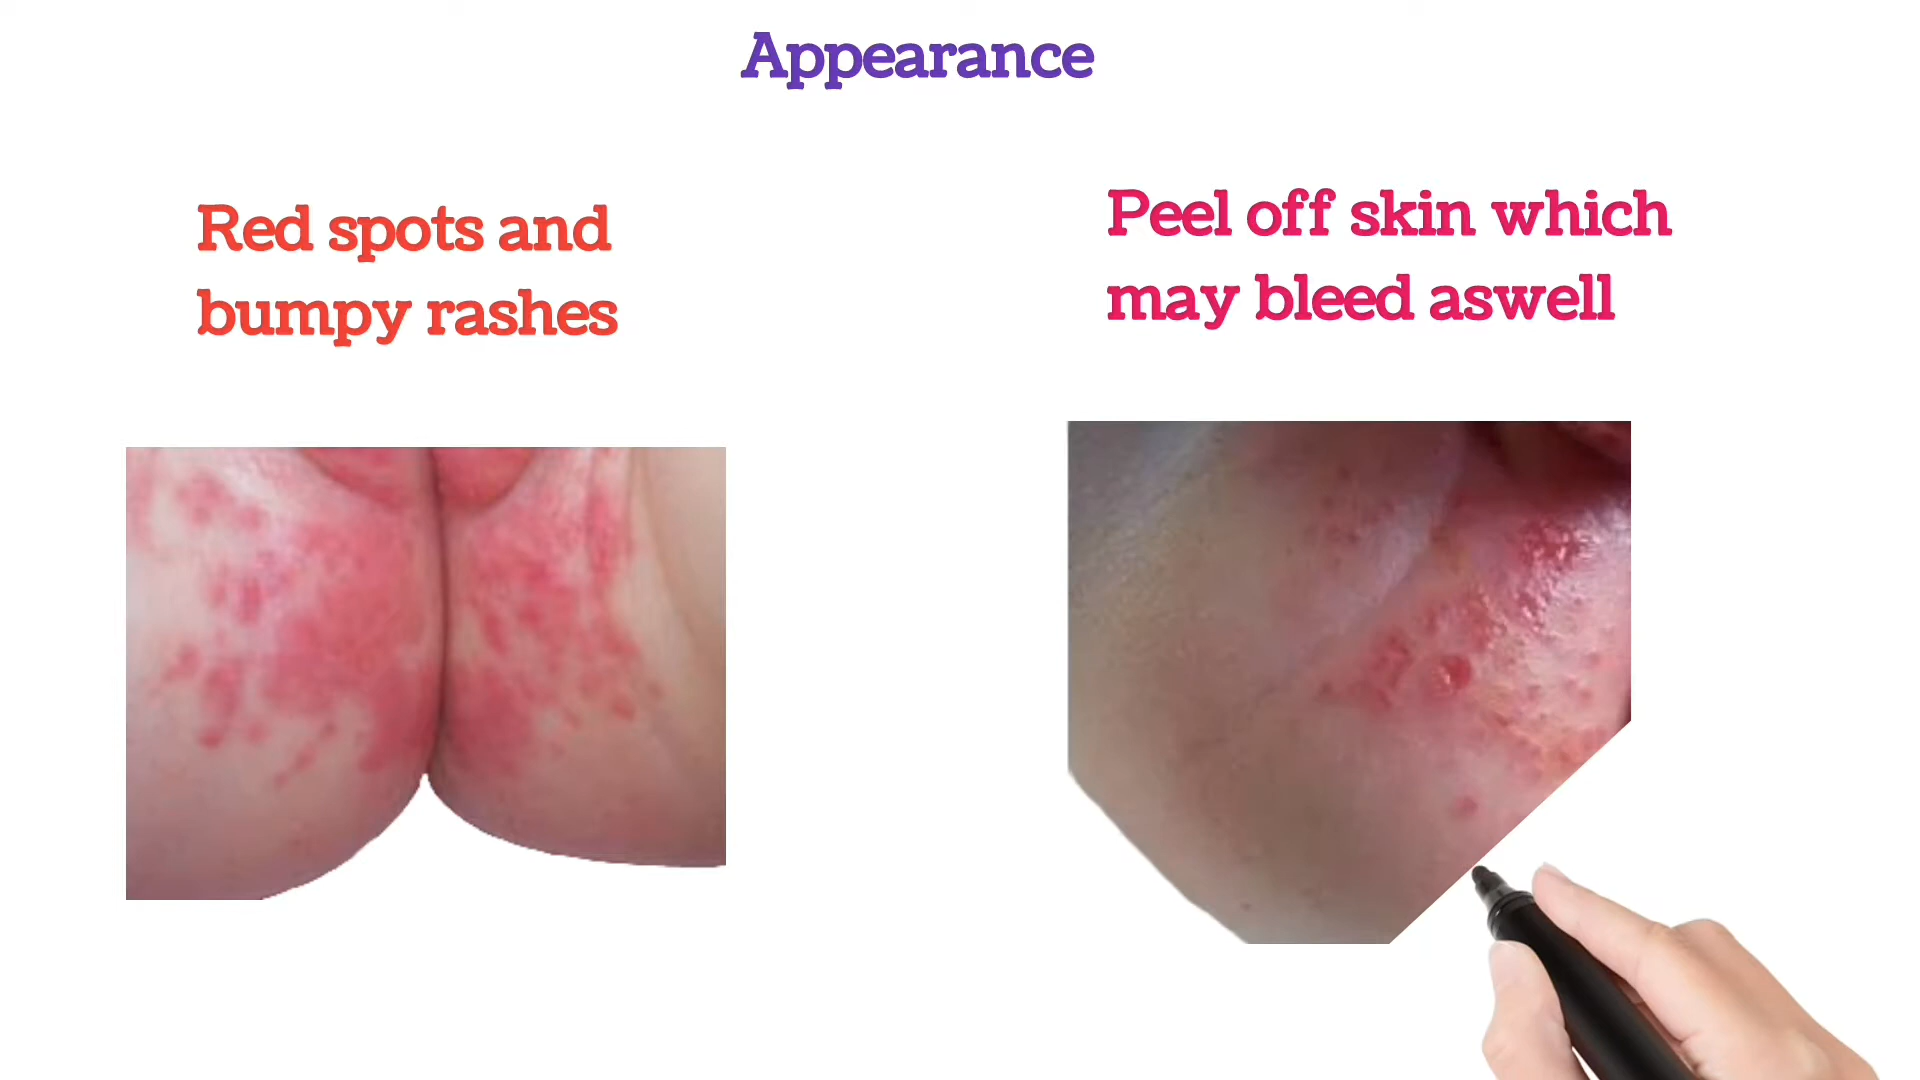 Appearance
Red spots and
bumpy rashes
Peel off skin which
may bleed aswell